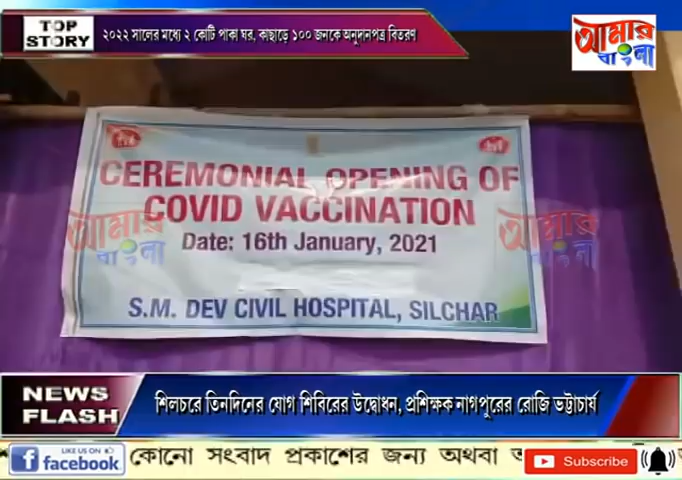 TOP
STORY
২০২২ সালের মধ্যে ২ কোটি পাকা ঘর, কাছাড়ে ১০০ জনকে অনুদানপত্র বিতরণ
আমার
বাংলা
CEREMONIAL OPENING OF
COVID VACCINATION
আমার
বাংলা
আমার
বাংলা
Date: 16th January, 2021
S.M. DEV CIVIL HOSPITAL, SILCHAR
NEWS
FLASH
শিলচরে তিনদিনের যোগ শিবিরের উদ্বোধন, প্রশিক্ষক নাগপুরের রোজি ভট্টাচার্য
LIKE US ON
facebook
কোনো সংবাদ প্রকাশের জন্য অথবা
Subscribe